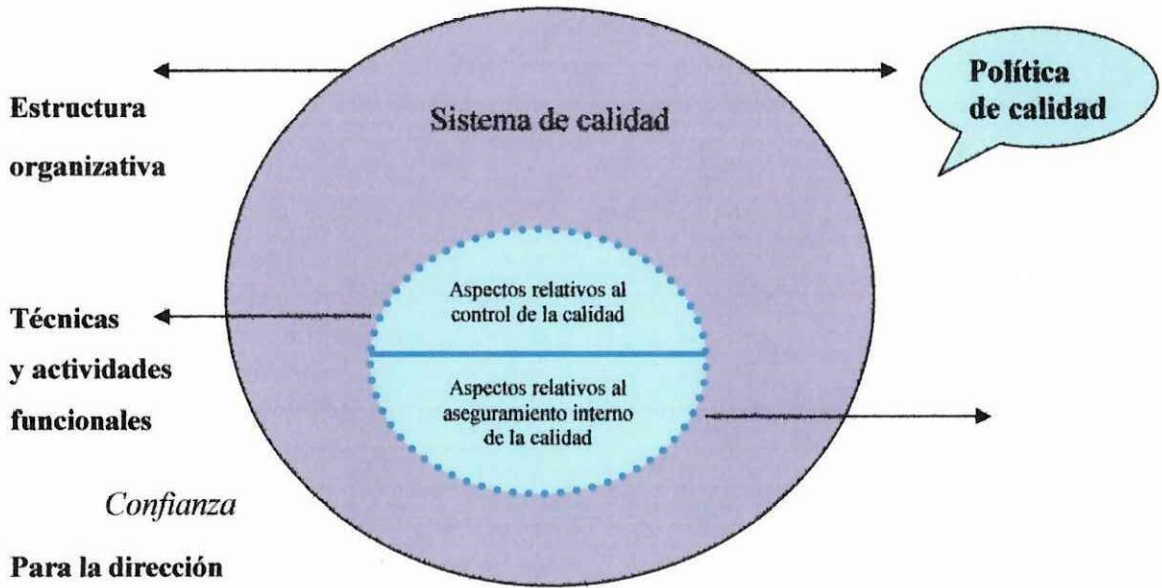 Política
de calidad
Estructura
organizativa
Sistema de calidad
Aspectos relativos al
control de la calidad
Técnicas
y actividades
funcionales
Aspectos relativos al
aseguramiento interno
de la calidad
Confianza
Para la dirección